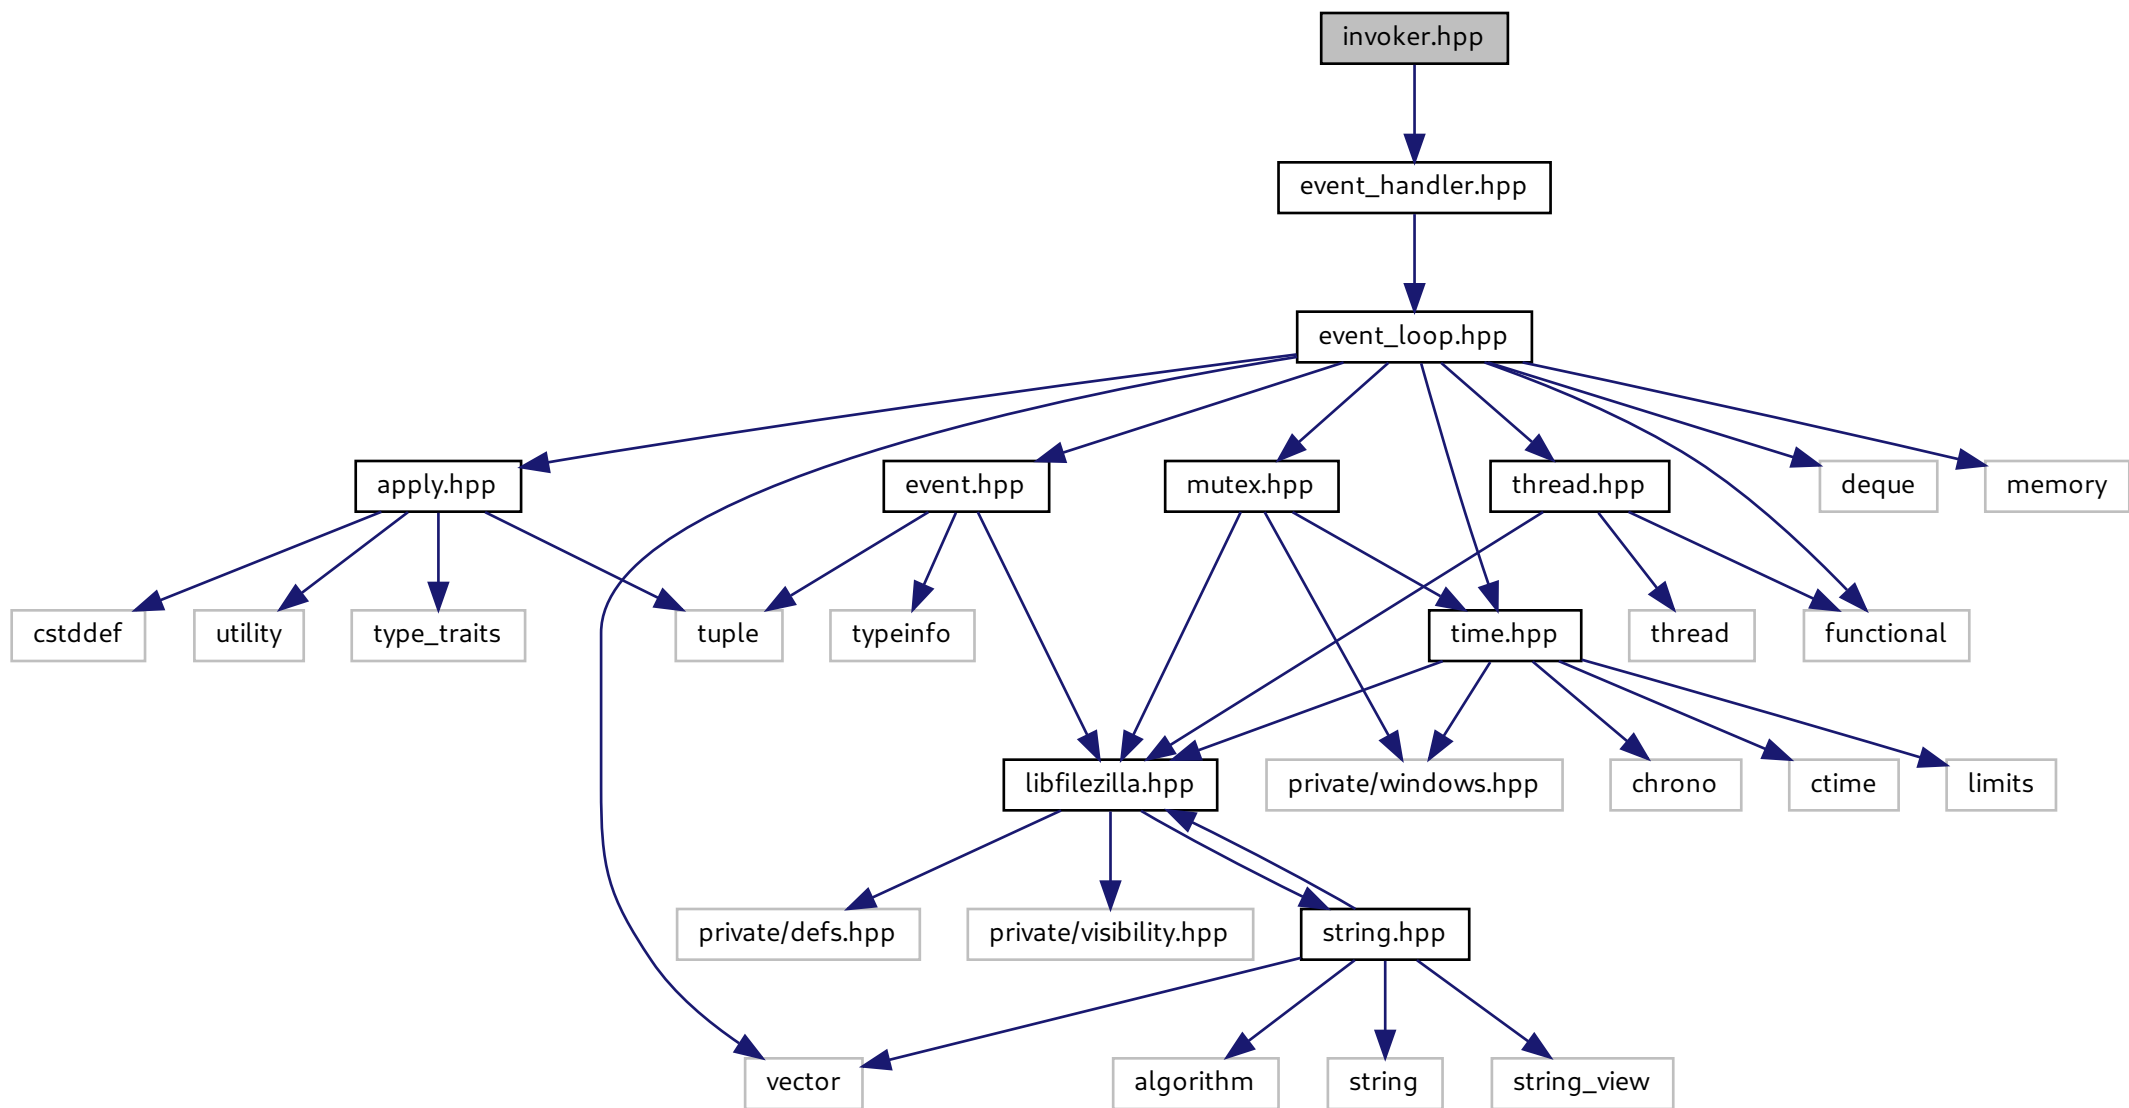 invoker.hpp
event_handler.hpp
event_loop.hpp
apply.hpp
event.hpp
mutex.hpp
thread.hpp
deque
memory
cstddef
utility
type_traits
tuple
typeinfo
time.hpp
thread
functional
libfilezilla.hpp
private/windows.hpp
chrono
ctime
limits
private/defs.hpp
private/visibility.hpp
string.hpp
vector
algorithm
string
string_view